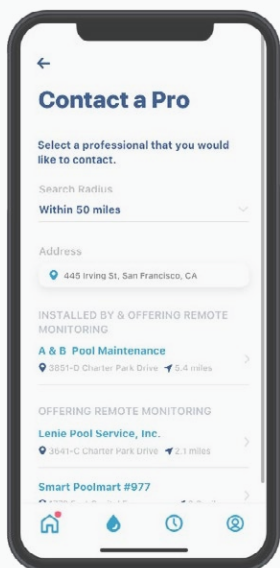 Contact a Pro
Select a professional that you would
like to contact.
Search Radius
Within 50 miles
Address
445 Irving St, San Francisco, CA
INSTALLED BY & OFFERING REMOTE
MONITORING
A & B Pool Maintenance
3851-D Charter Park Drive 5.4 miles
OFFERING REMOTE MONITORING
Lenie Pool Service, Inc.
3641-C Charter Park Drive 2.1 miles
Smart Poolmart #977